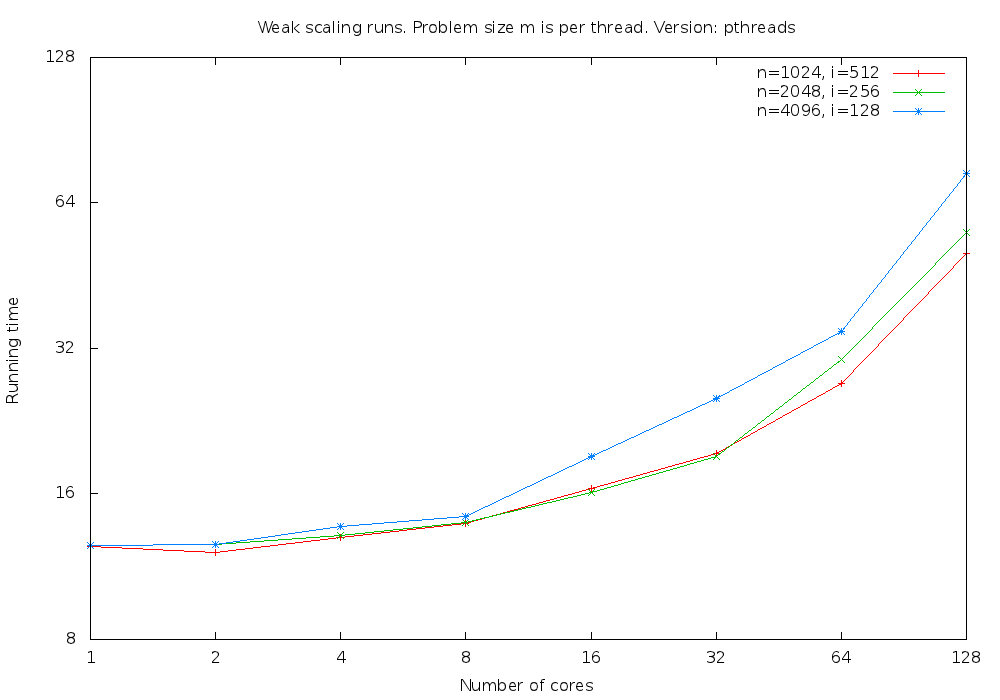 Weak scaling runs. Problem size m is per thread. Version: pthreads
128
n=1024, i=512
n=2048, i=256
n=4096, i=128
64
32
16
8
Running time
1 2 4 8 16 32 64 128
Number of cores